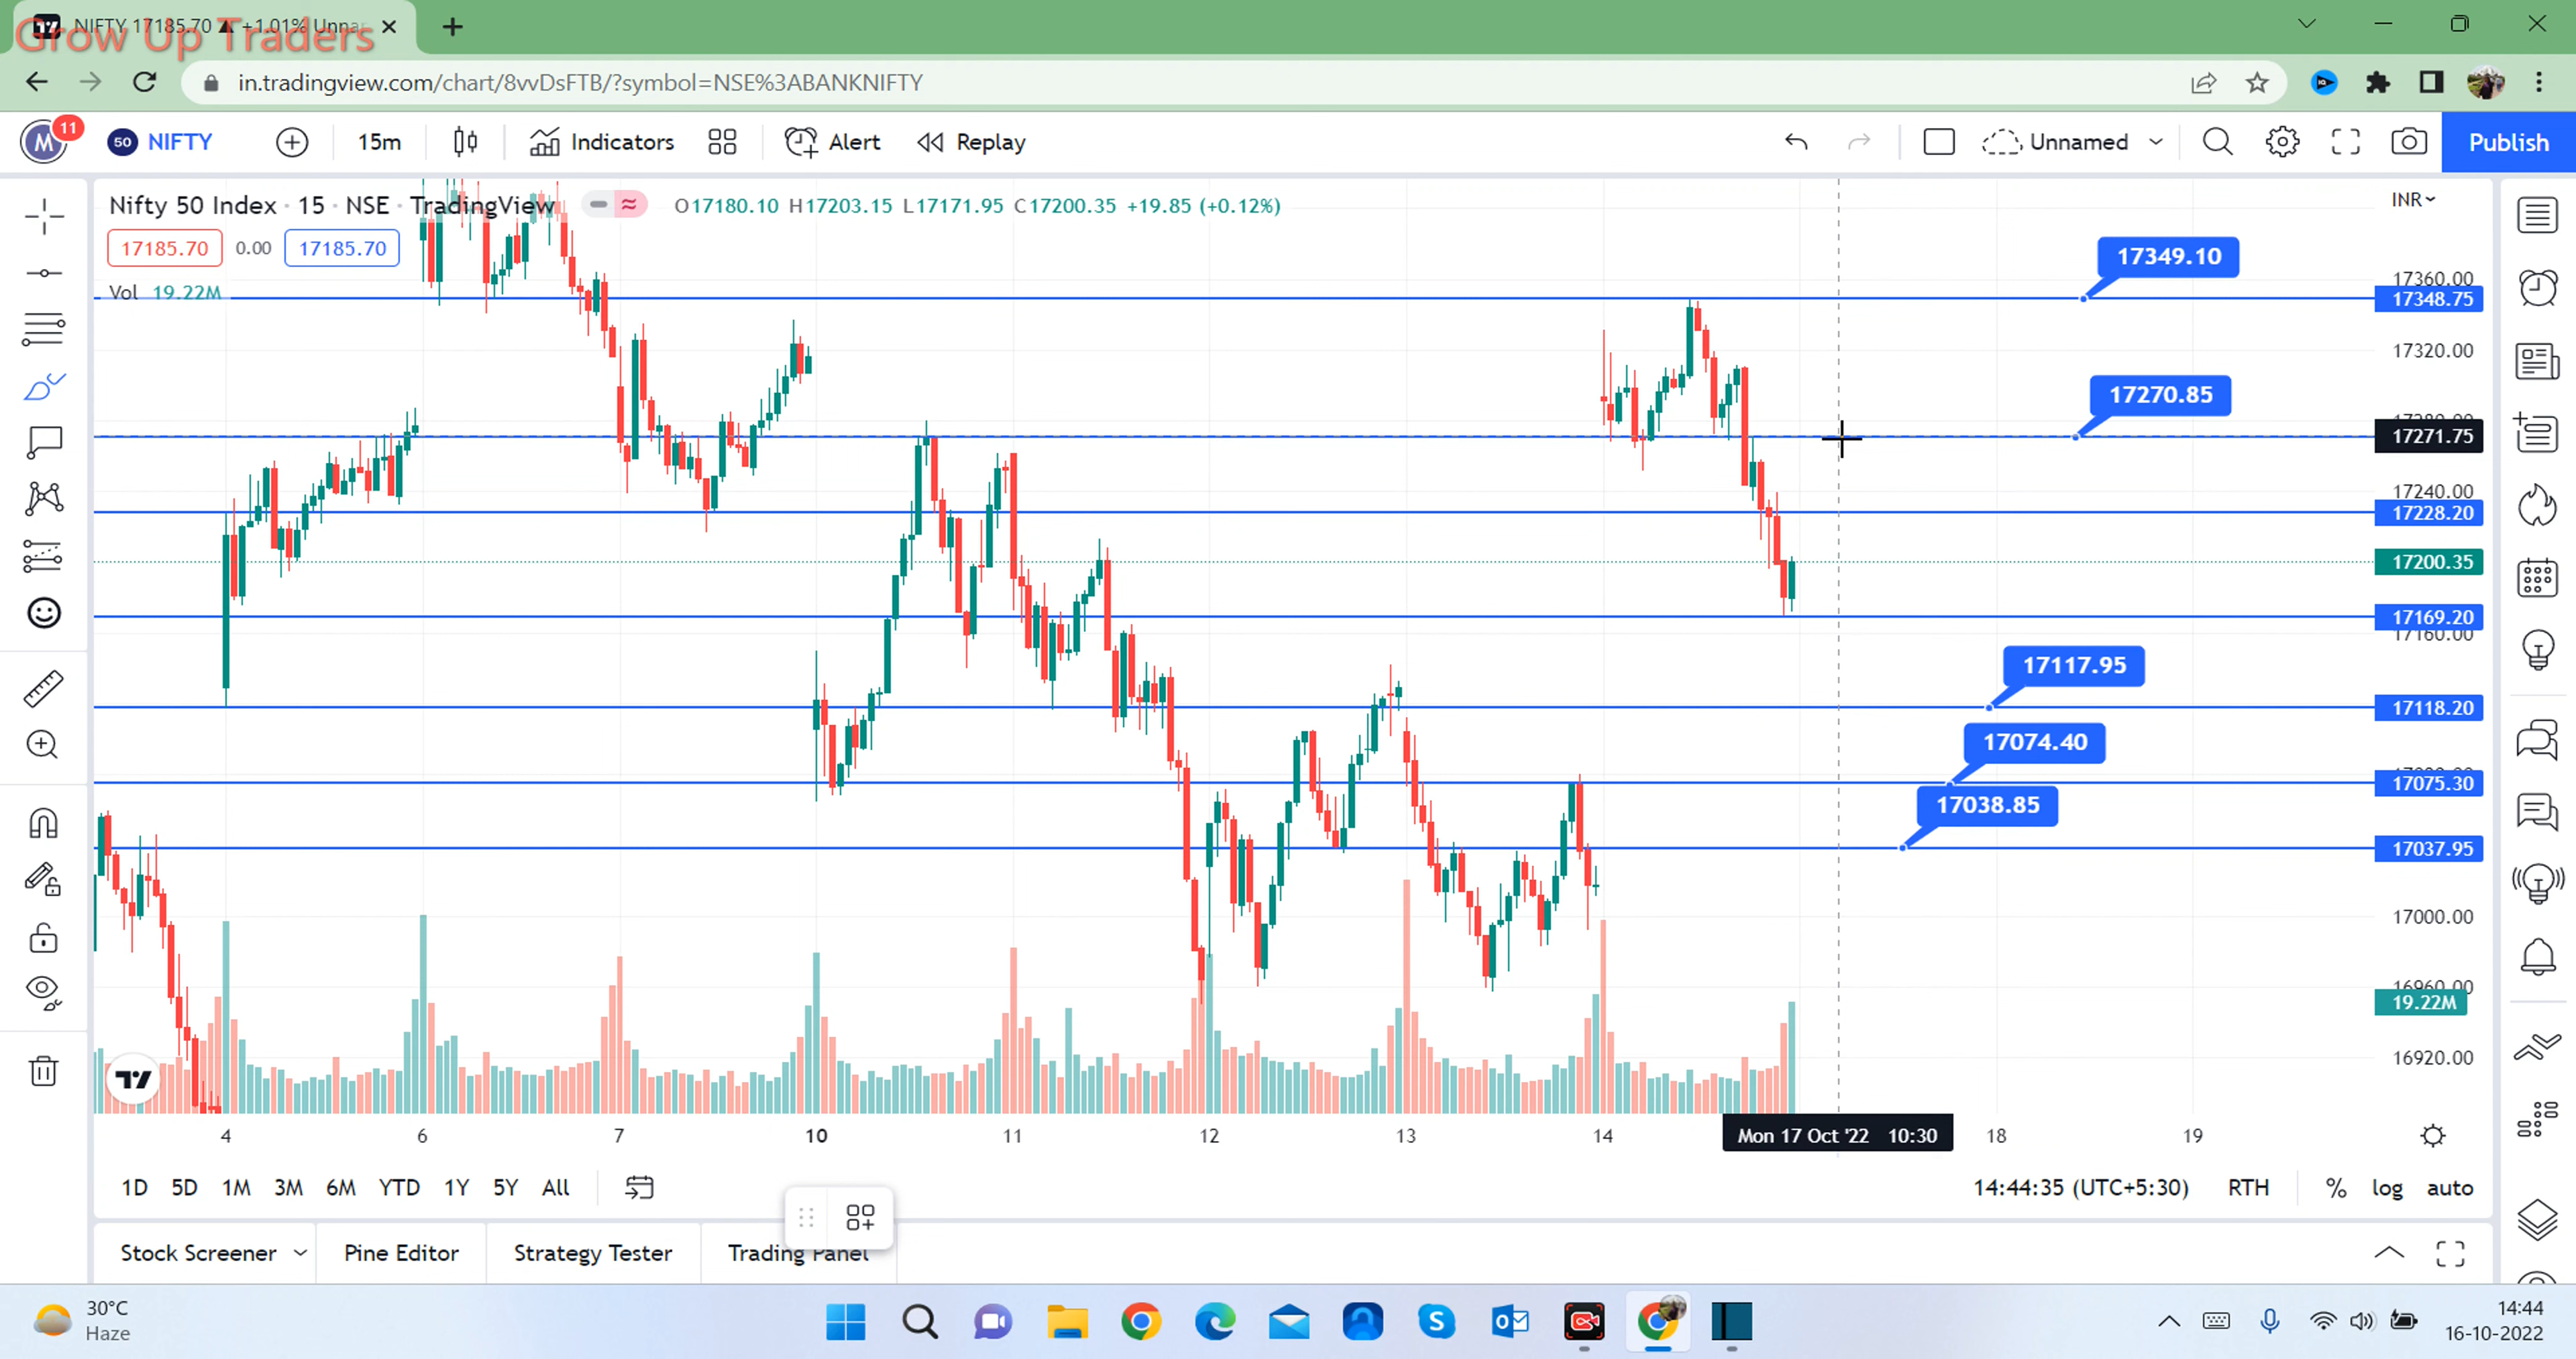 NIFTY 17185.70 ▲ +1.01% Unna
Grow Up Traders
in.tradingview.com/chart/8vvDsFTB/?symbol=NSE%3ABANKNIFTY
M 11 50 NIFTY 15m Indicators Alert Replay Unnamed Publish
Nifty 50 Index · 15 · NSE · TradingView O17180.10 H17203.15 L17171.95 C17200.35 +19.85 (+0.12%) INR
17185.70 0.00 17185.70
17349.10
Vol 19.22M
17360.00
17348.75
17320.00
17270.85
17271.75
17240.00
17228.20
17200.35
17169.20
17160.00
17117.95
17118.20
17074.40
17075.30
17038.85
17037.95
17000.00
16960.00
19.22M
16920.00
4 6 7 10 11 12 13 14 Mon 17 Oct '22 10:30 18 19
1D 5D 1M 3M 6M YTD 1Y 5Y All 14:44:35 (UTC+5:30) RTH % log auto
Stock Screener Pine Editor Strategy Tester Trading Panel
30°C
Haze
14:44
16-10-2022